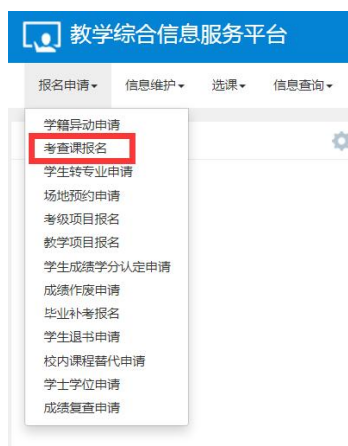 教学综合信息服务平台
报名申请 信息维护 选课 信息查询
学籍异动申请
考查课报名
学生转专业申请
场地预约申请
考级项目报名
教学项目报名
学生成绩学分认定申请
成绩作废申请
毕业补考报名
学生退书申请
校内课程替代申请
学士学位申请
成绩复查申请